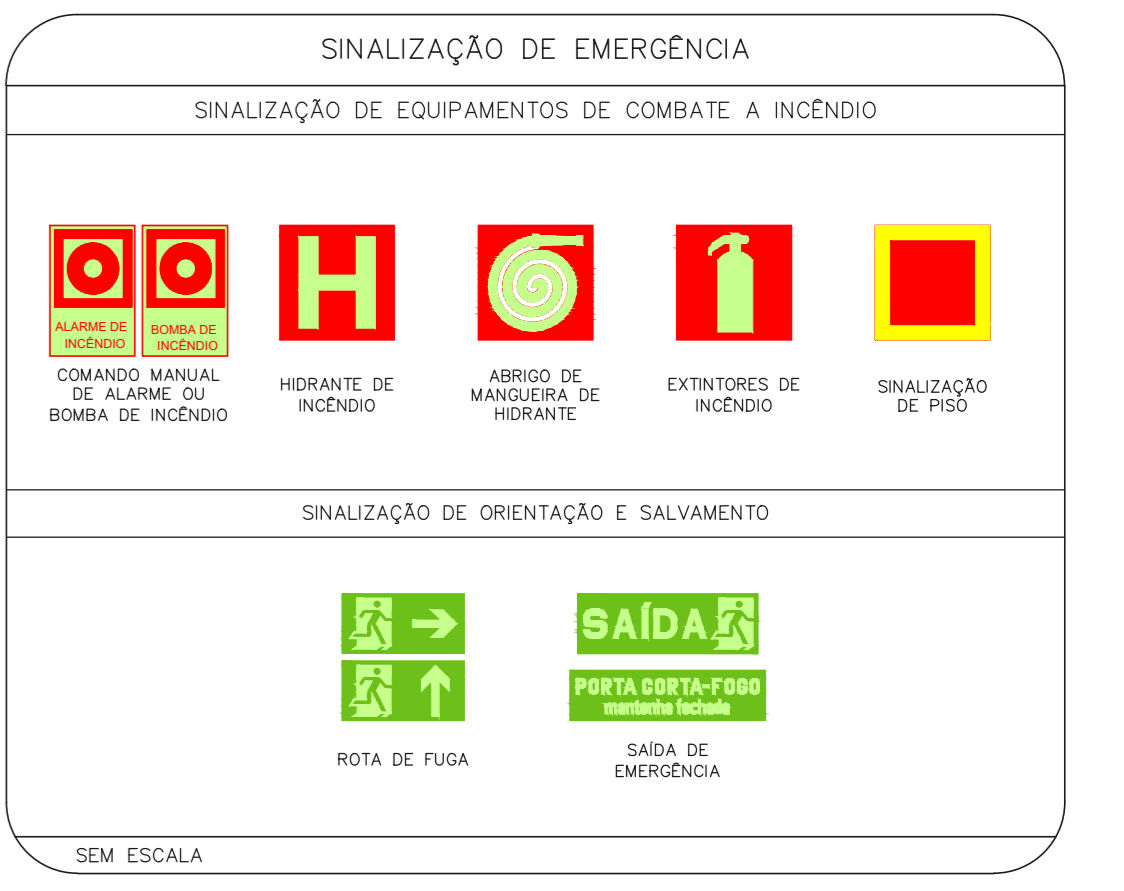 SINALIZAÇÃO DE EMERGÊNCIA
SINALIZAÇÃO DE EQUIPAMENTOS DE COMBATE A INCÊNDIO
ALARME DE
INCÊNDIO
BOMBA DE
INCÊNDIO
H
COMANDO MANUAL
DE ALARME OU
BOMBA DE INCÊNDIO
HIDRANTE DE
INCÊNDIO
ABRIGO DE
MANGUEIRA DE
HIDRANTE
EXTINTORES DE
INCÊNDIO
SINALIZAÇÃO
DE PISO
SINALIZAÇÃO DE ORIENTAÇÃO E SALVAMENTO
SAÍDA
PORTA CORTA-FOGO
mantenha fechada
ROTA DE FUGA
SAÍDA DE
EMERGÊNCIA
SEM ESCALA